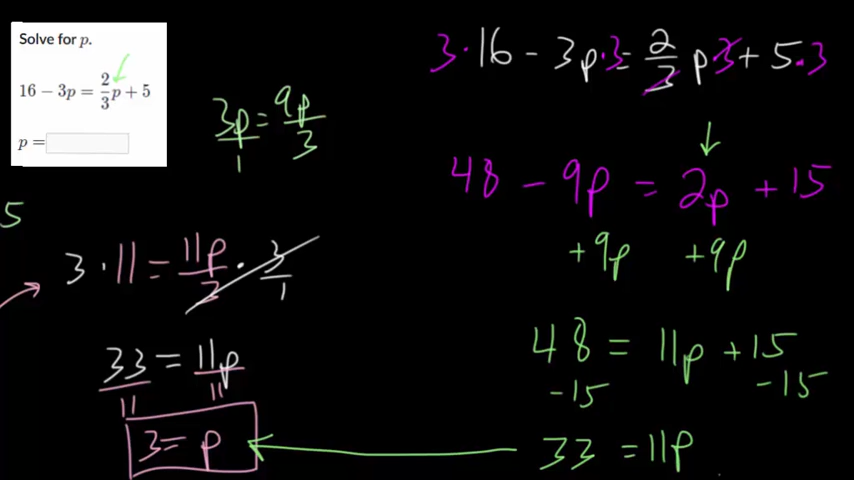 Solve for p.
16 − 3p = 2/3 p + 5
p =
3p/1 = 9p/3
5
3 · 11 = 11p/3 · 3/1
33/11 = 11p/11
3 = p
3 · 16 − 3p · 3 = 2/3 p · 3 + 5 · 3
48 − 9p = 2p + 15
+9p +9p
48 = 11p + 15
−15 −15
33 = 11p